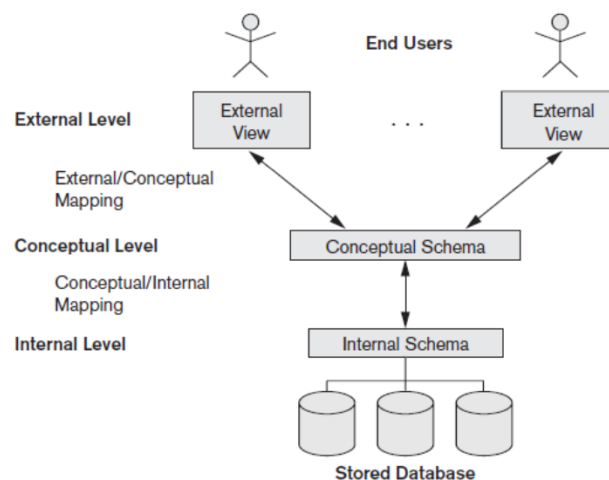 End Users
External Level
External
View
. . .
External
View
External/Conceptual
Mapping
Conceptual Level
Conceptual Schema
Conceptual/Internal
Mapping
Internal Level
Internal Schema
Stored Database